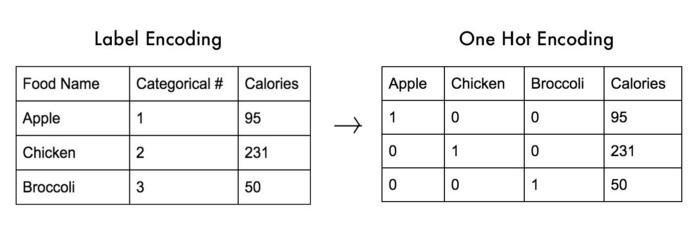 Label Encoding
Food Name Categorical # Calories
Apple 1 95
Chicken 2 231
Broccoli 3 50
One Hot Encoding
Apple Chicken Broccoli Calories
1 0 0 95
0 1 0 231
0 0 1 50